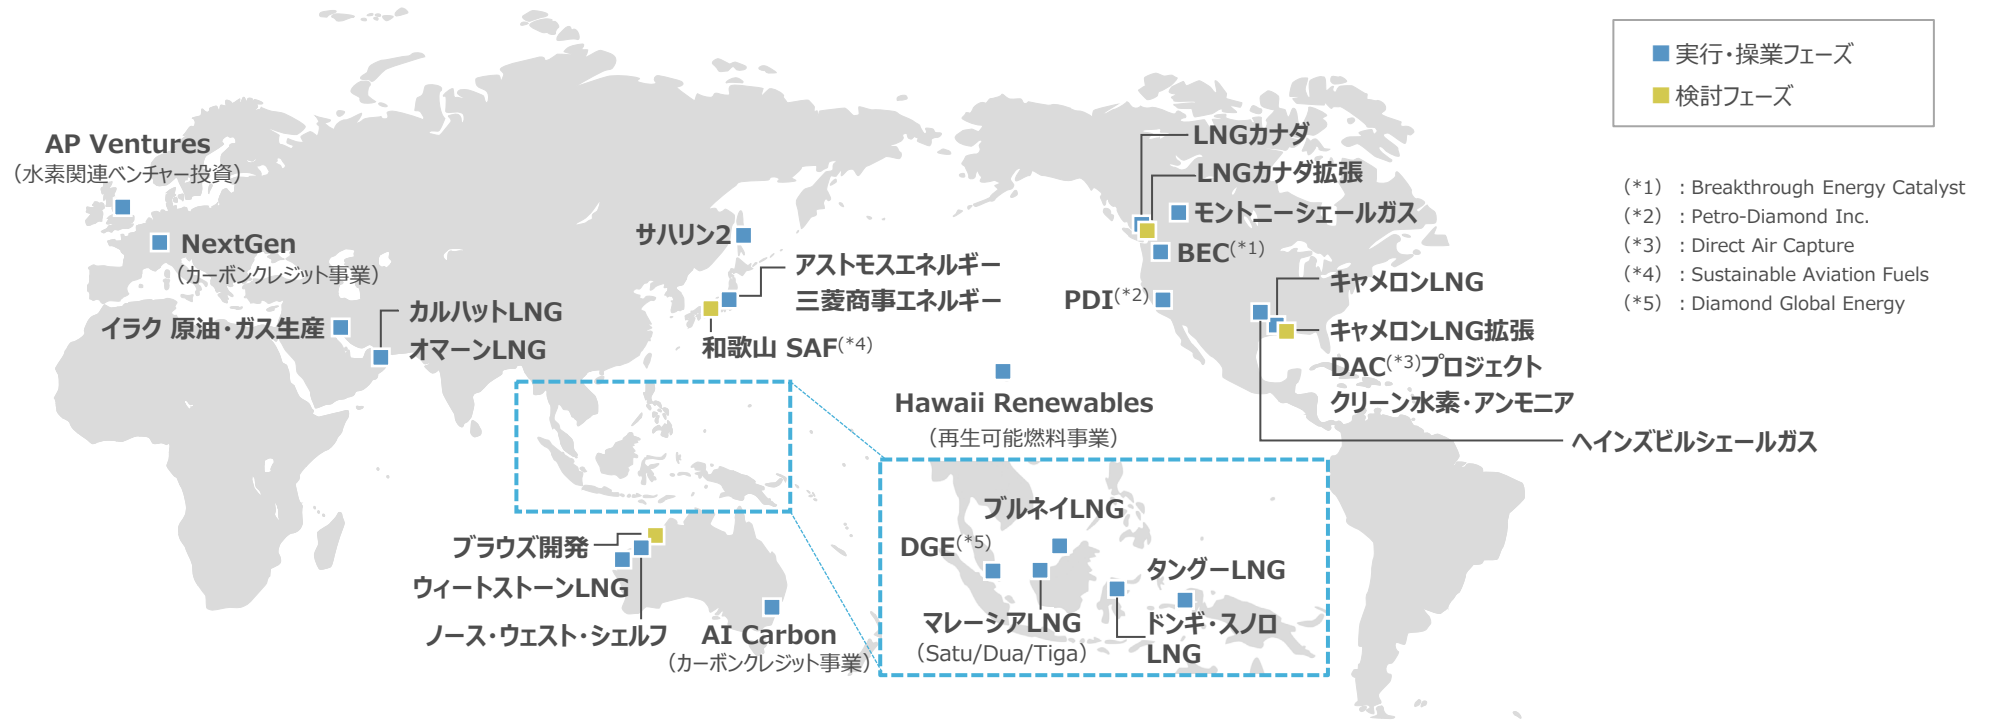 実行・操業フェーズ
検討フェーズ
(*1) : Breakthrough Energy Catalyst
(*2) : Petro-Diamond Inc.
(*3) : Direct Air Capture
(*4) : Sustainable Aviation Fuels
(*5) : Diamond Global Energy
AP Ventures
（水素関連ベンチャー投資）
NextGen
（カーボンクレジット事業）
イラク 原油・ガス生産
カルハットLNG
オマーンLNG
サハリン2
アストモスエネルギー
三菱商事エネルギー
和歌山 SAF(*4)
LNGカナダ
LNGカナダ拡張
モントニーシェールガス
BEC(*1)
PDI(*2)
キャメロンLNG
キャメロンLNG拡張
DAC(*3)プロジェクト
クリーン水素・アンモニア
ヘインズビルシェールガス
Hawaii Renewables
（再生可能燃料事業）
ブラウズ開発
ウィートストーンLNG
ノース・ウェスト・シェルフ
AI Carbon
（カーボンクレジット事業）
ブルネイLNG
DGE(*5)
マレーシアLNG
（Satu/Dua/Tiga）
タングーLNG
ドンギ・スノロ
LNG